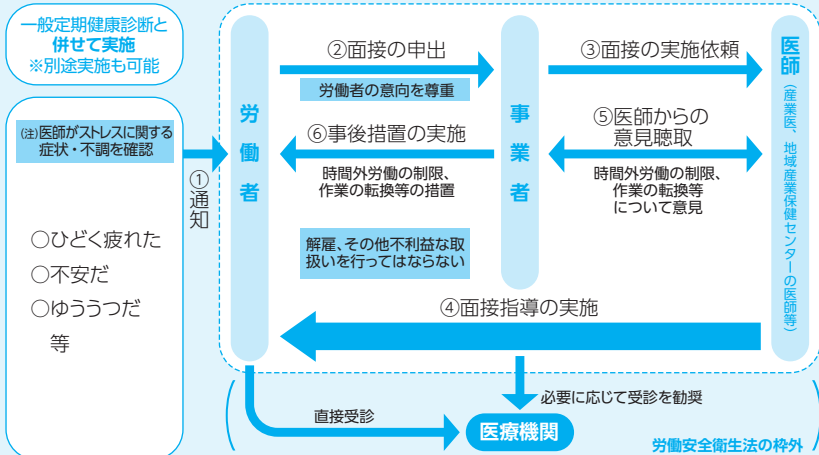 一般定期健康診断と
併せて実施
※別途実施も可能
(注)医師がストレスに関する
症状・不調を確認
○ひどく疲れた
○不安だ
○ゆううつだ
等
①通知
労働者
②面接の申出
労働者の意向を尊重
⑥事後措置の実施
時間外労働の制限、
作業の転換等の措置
解雇、その他不利益な取
扱いを行ってはならない
事業者
③面接の実施依頼
⑤医師からの
意見聴取
時間外労働の制限、
作業の転換等
について意見
医師
(産業医、地域産業保健センターの医師等)
④面接指導の実施
直接受診
必要に応じて受診を勧奨
医療機関
労働安全衛生法の枠外